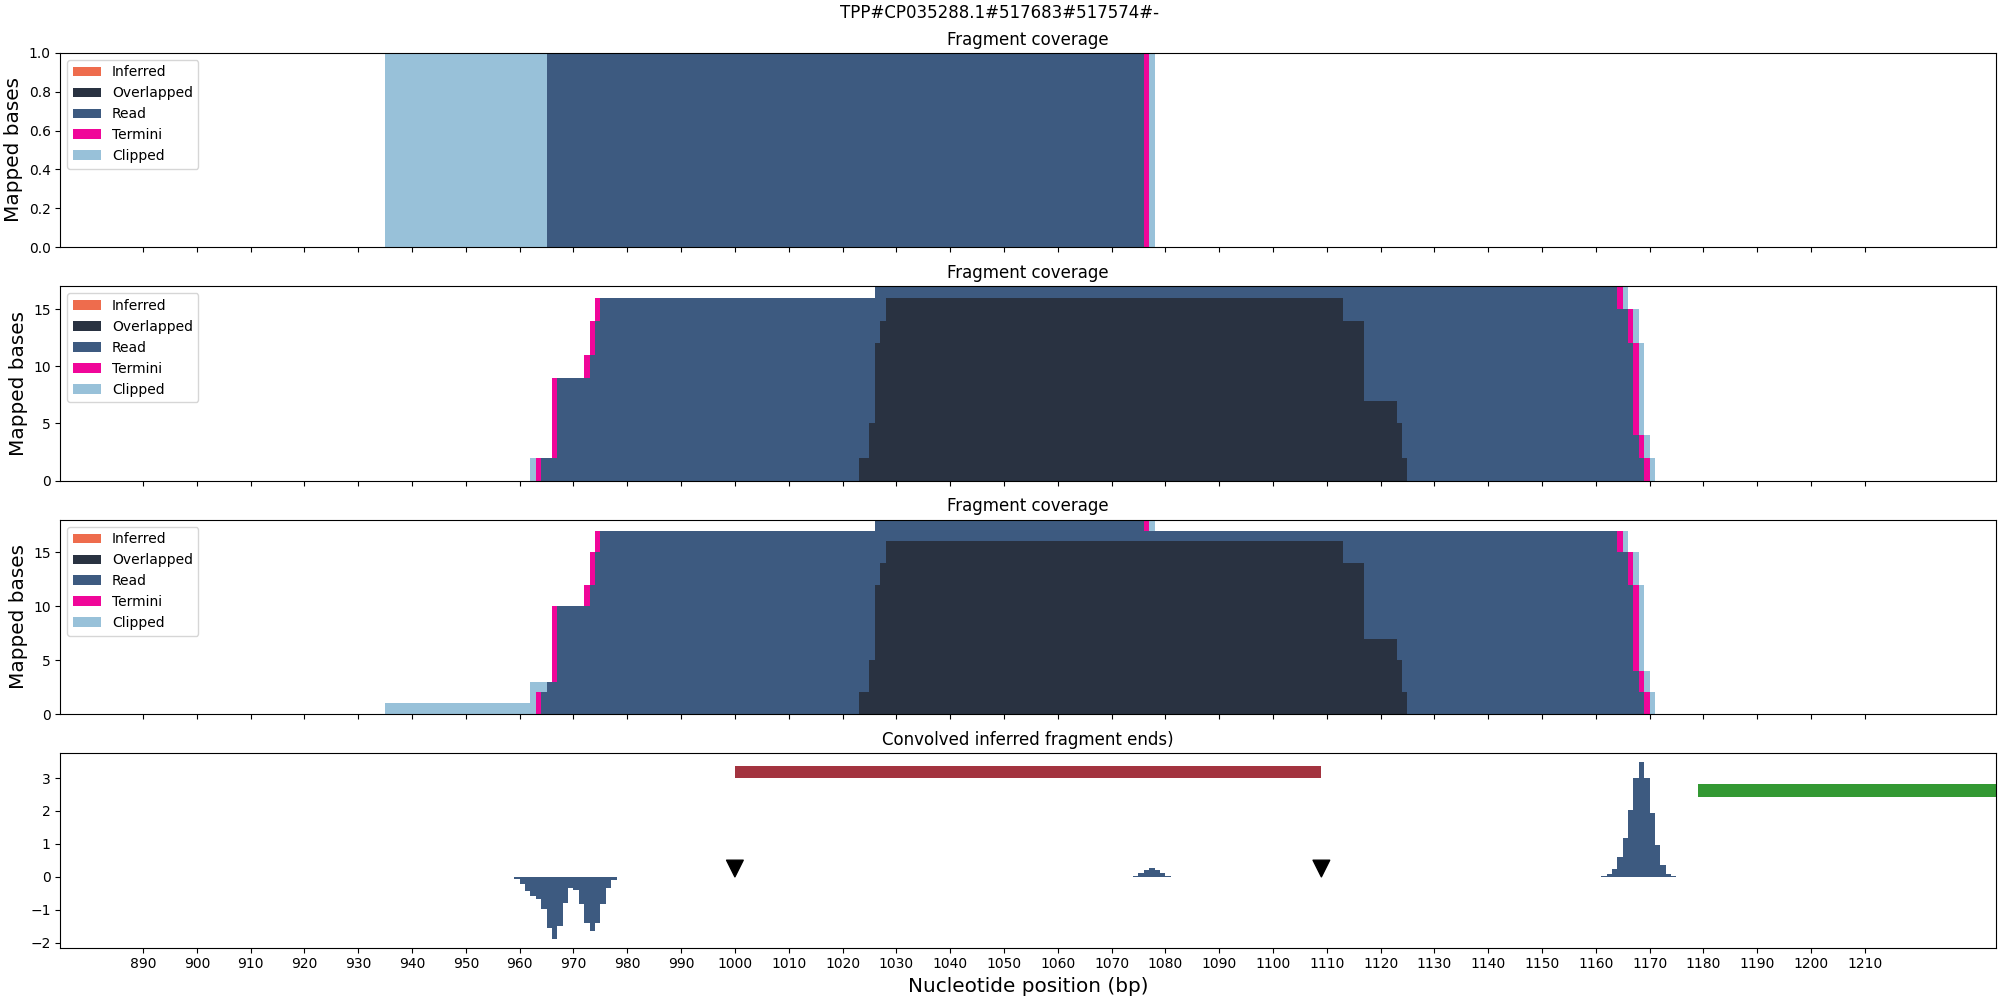 TPP#CP035288.1#517683#517574#-
Fragment coverage
Mapped bases
1.0
0.8
0.6
0.4
0.2
0.0
Inferred
Overlapped
Read
Termini
Clipped
Fragment coverage
Mapped bases
15
10
5
0
Inferred
Overlapped
Read
Termini
Clipped
Fragment coverage
Mapped bases
15
10
5
0
Inferred
Overlapped
Read
Termini
Clipped
Convolved inferred fragment ends)
3
2
1
0
−1
−2
890 900 910 920 930 940 950 960 970 980 990 1000 1010 1020 1030 1040 1050 1060 1070 1080 1090 1100 1110 1120 1130 1140 1150 1160 1170 1180 1190 1200 1210
Nucleotide position (bp)